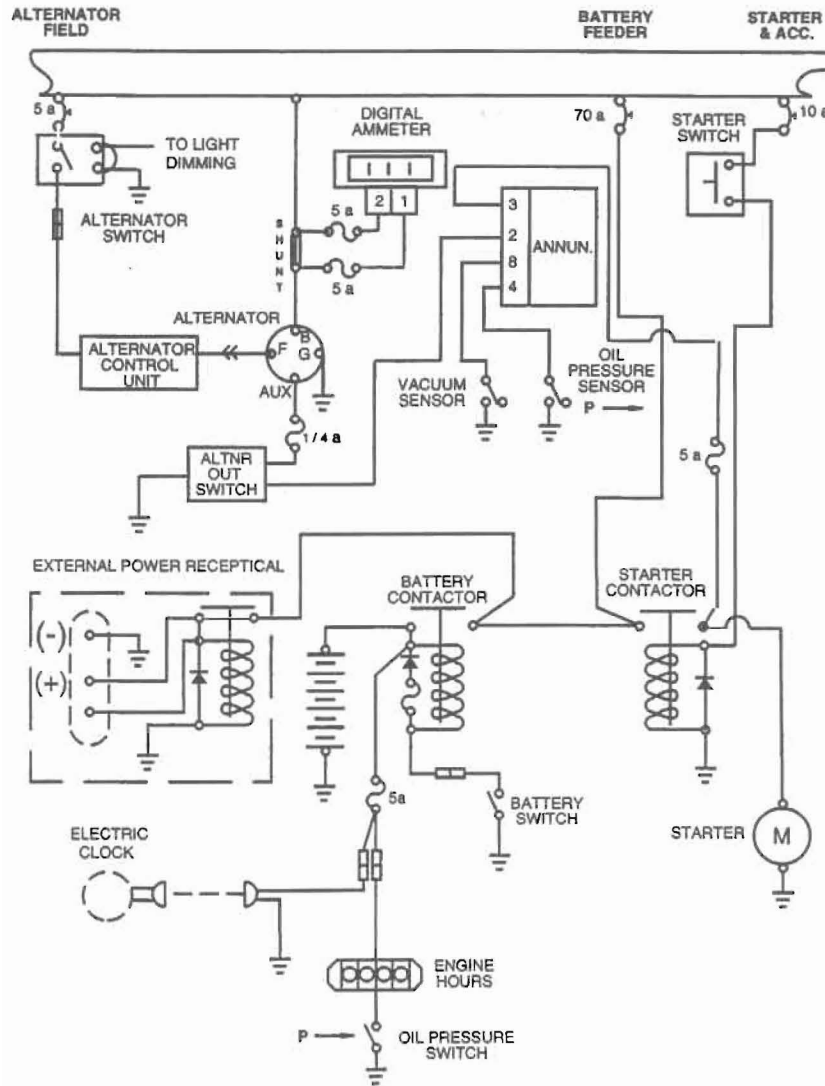 ALTERNATOR
FIELD
BATTERY
FEEDER
STARTER
& ACC.
5 a
70 a
10 a
DIGITAL
AMMETER
STARTER
SWITCH
TO LIGHT
DIMMING
2 1
5 a
ALTERNATOR
SWITCH
SHUNT
5 a
3
2
8
4
ANNUN.
ALTERNATOR
B
F
G
AUX
ALTERNATOR
CONTROL
UNIT
VACUUM
SENSOR
OIL
PRESSURE
SENSOR
P
1/4 a
5 a
ALTNR
OUT
SWITCH
EXTERNAL POWER RECEPTICAL
BATTERY
CONTACTOR
STARTER
CONTACTOR
(-)
(+)
5a
BATTERY
SWITCH
STARTER
M
ELECTRIC
CLOCK
ENGINE
HOURS
P
OIL PRESSURE
SWITCH